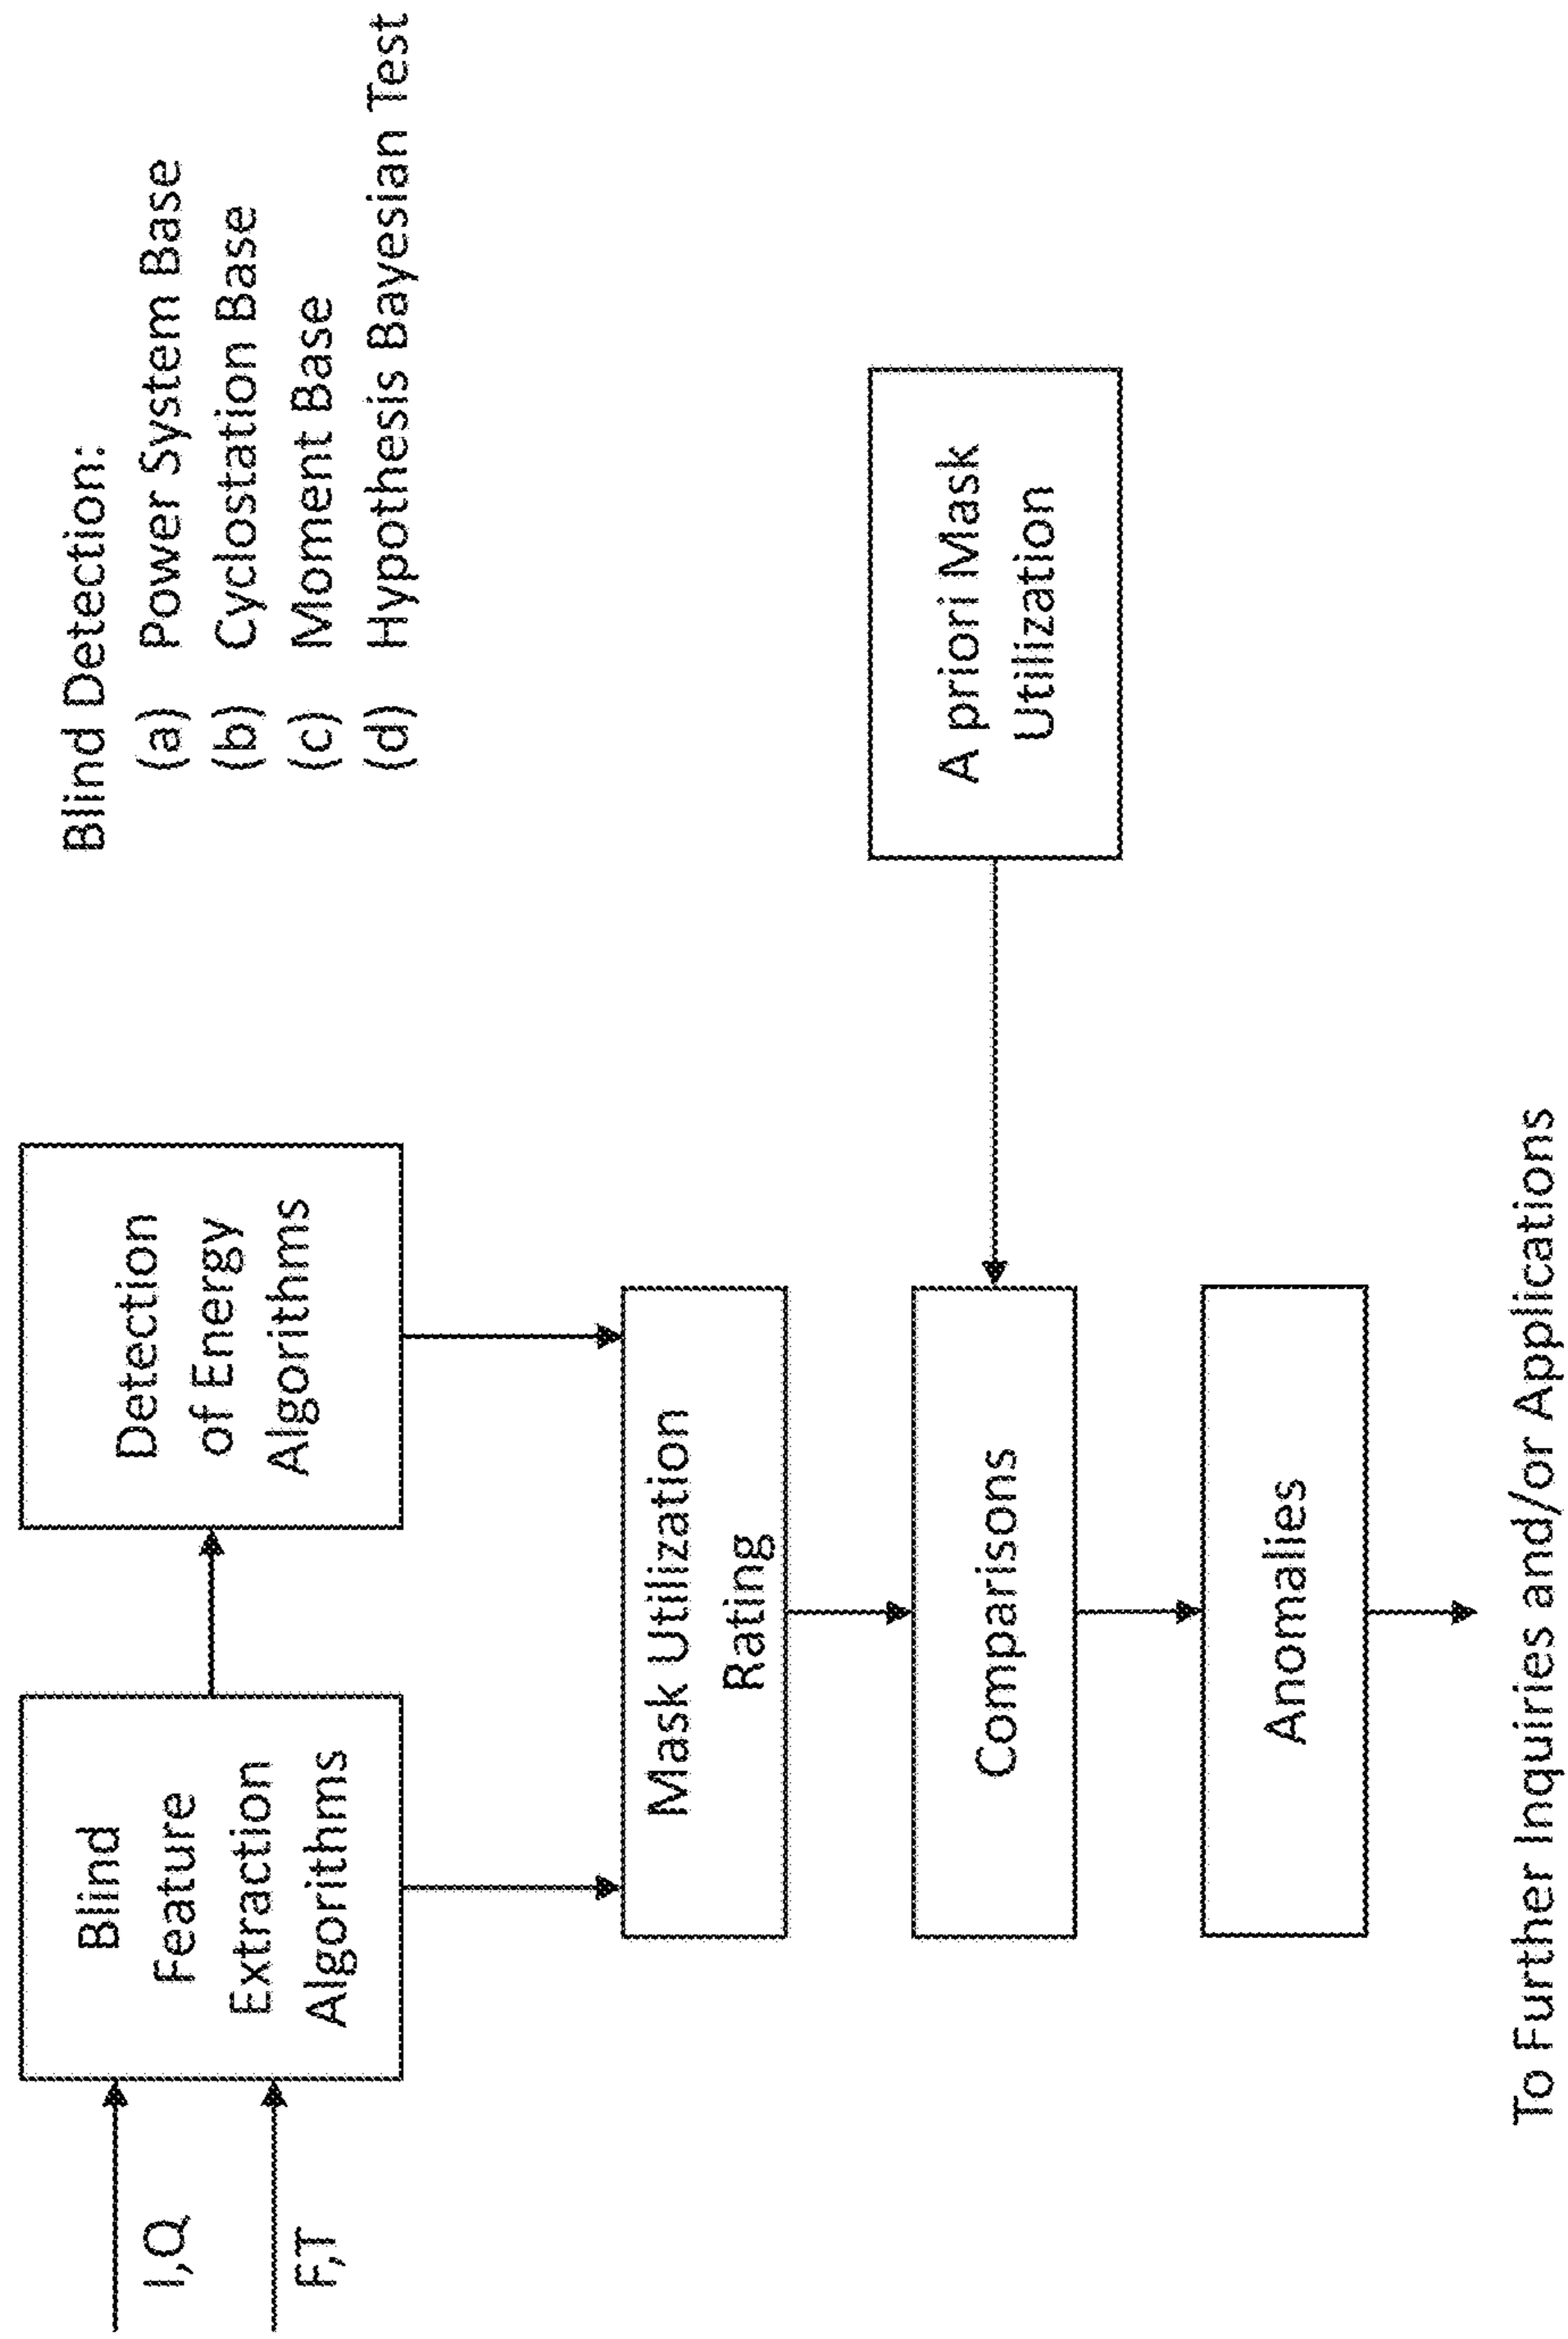 I,Q
F,T
Blind
Feature
Extraction
Algorithms
Detection
of Energy
Algorithms
Blind Detection:
(a) Power System Base
(b) Cyclostation Base
(c) Moment Base
(d) Hypothesis Bayesian Test
Mask Utilization
Rating
Comparisons
A priori Mask
Utilization
Anomalies
To Further Inquiries and/or Applications